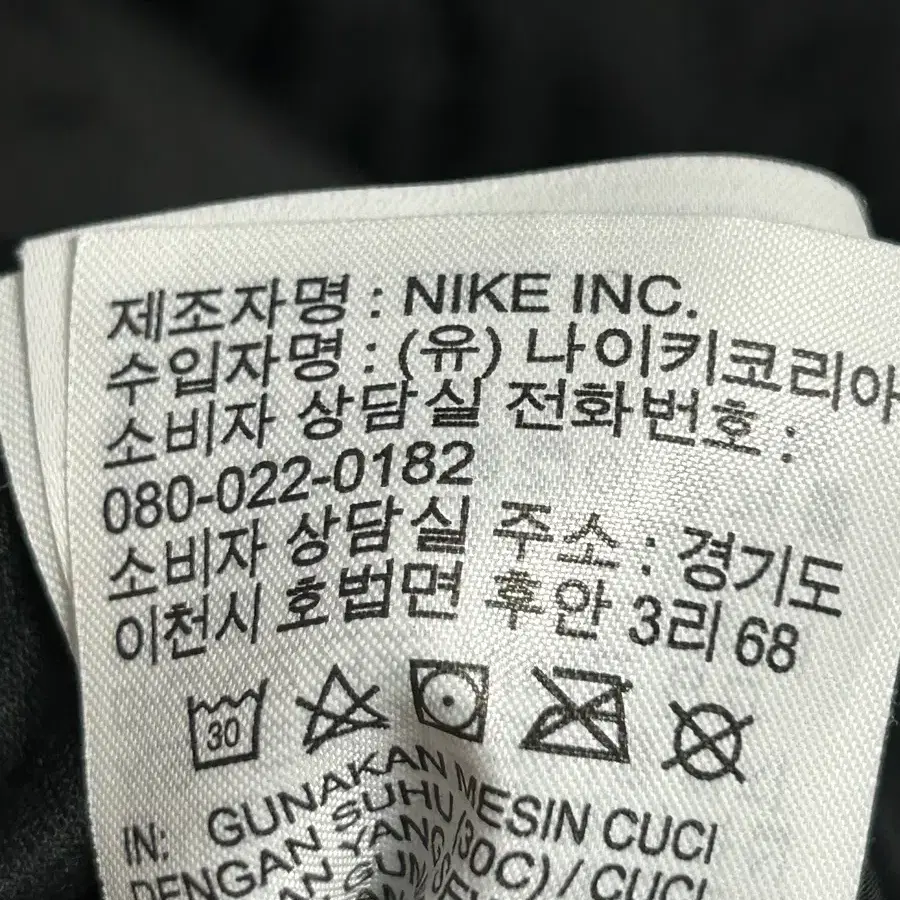 제조자명 : NIKE INC.
수입자명 : (유) 나이키코리아
소비자 상담실 전화번호 :
080-022-0182
소비자 상담실 주소 : 경기도
이천시 호법면 후안 3리 68
30
IN: GUNAKAN MESIN CUCI
DENGAN SUHU (30C) / CUCI